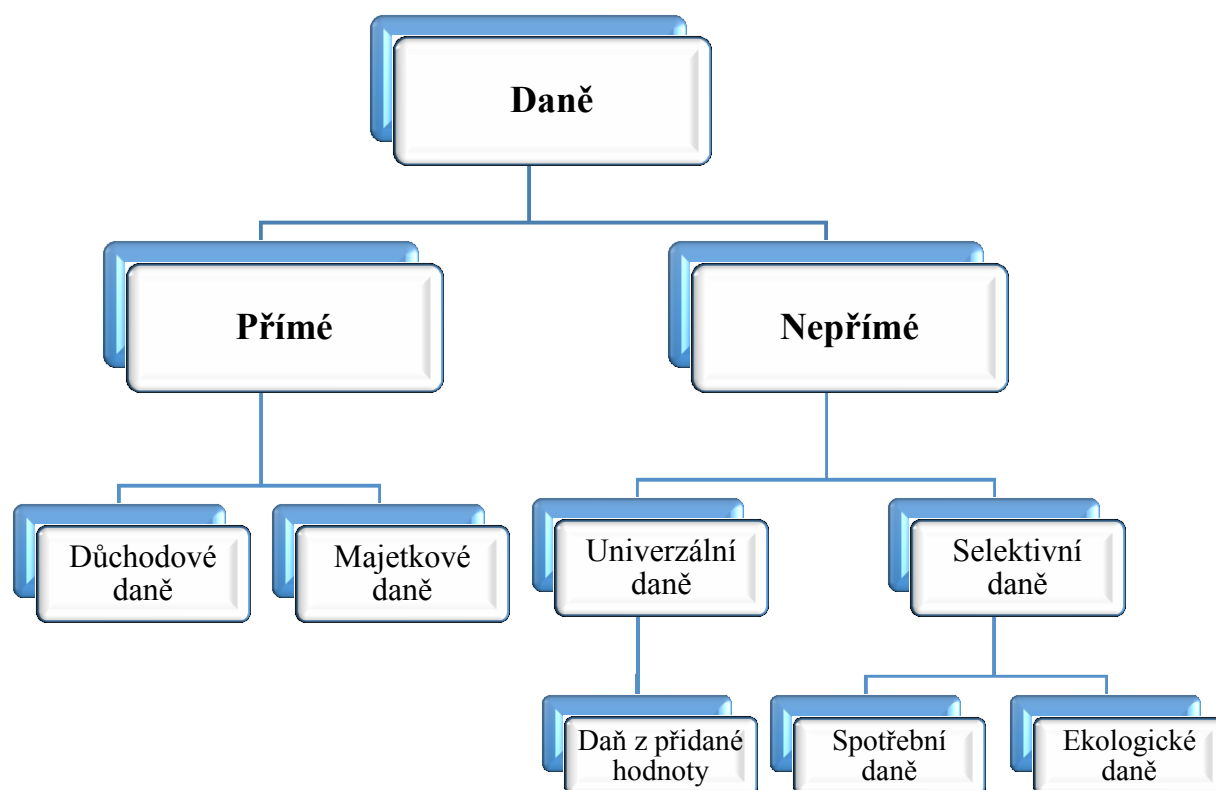 Daně
Přímé
Nepřímé
Důchodové
daně
Majetkové
daně
Univerzální
daně
Selektivní
daně
Daň z přidané
hodnoty
Spotřební
daně
Ekologické
daně